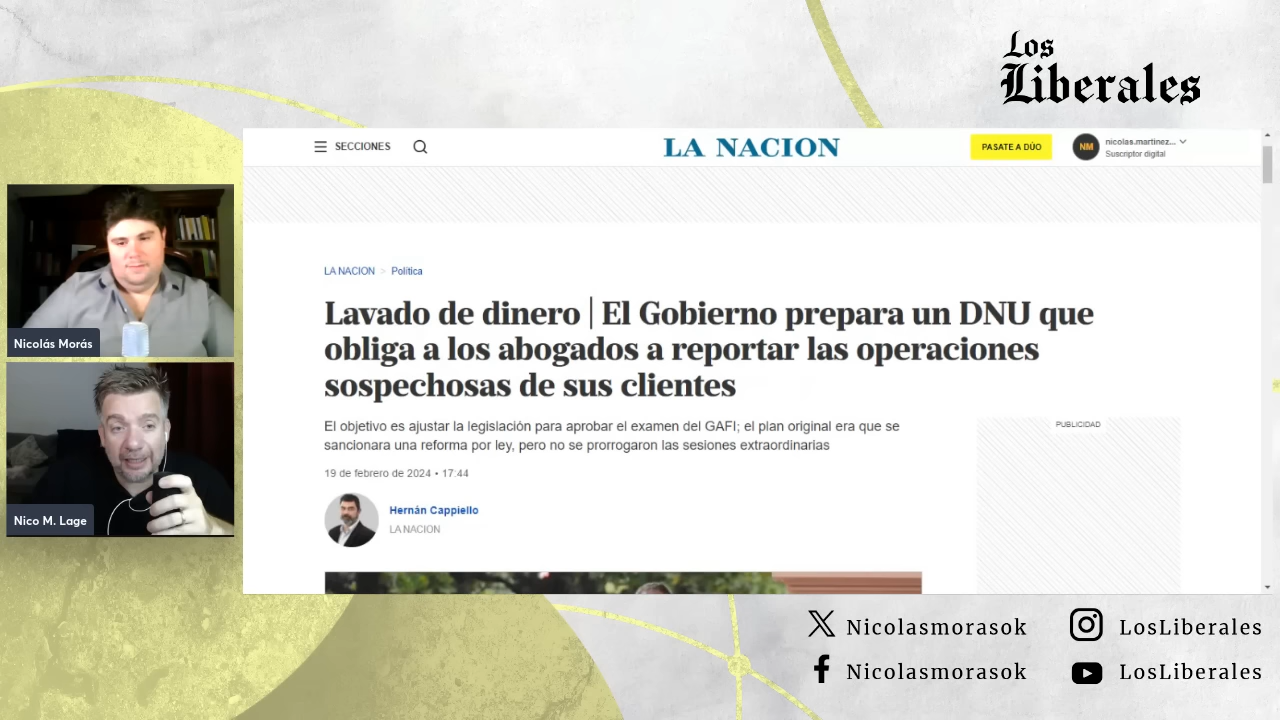 Los
Liberales
SECCIONES
LA NACION
PASATE A DÚO
NM
nicolas.martinez...
Suscriptor digital
LA NACION > Política
Lavado de dinero | El Gobierno prepara un DNU que
obliga a los abogados a reportar las operaciones
sospechosas de sus clientes
El objetivo es ajustar la legislación para aprobar el examen del GAFI; el plan original era que se
sancionara una reforma por ley, pero no se prorrogaron las sesiones extraordinarias
PUBLICIDAD
19 de febrero de 2024 • 17:44
Hernán Cappiello
LA NACION
Nicolás Morás
Nico M. Lage
Nicolasmorasok
LosLiberales
Nicolasmorasok
LosLiberales